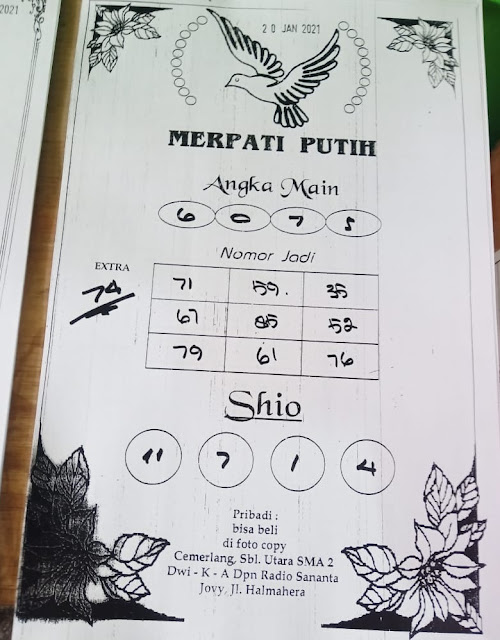 2021
20 JAN 2021
MERPATI PUTIH
Angka Main
6 0 7 5
Nomor Jadi
EXTRA
74
71 59. 35
67 85 52
79 61 76
Shio
11 7 1 4
Pribadi :
bisa beli
di foto copy
Cemerlang, Sbl. Utara SMA 2
Dwi - K - A Dpn Radio Sananta
Jovy, Jl. Halmahera